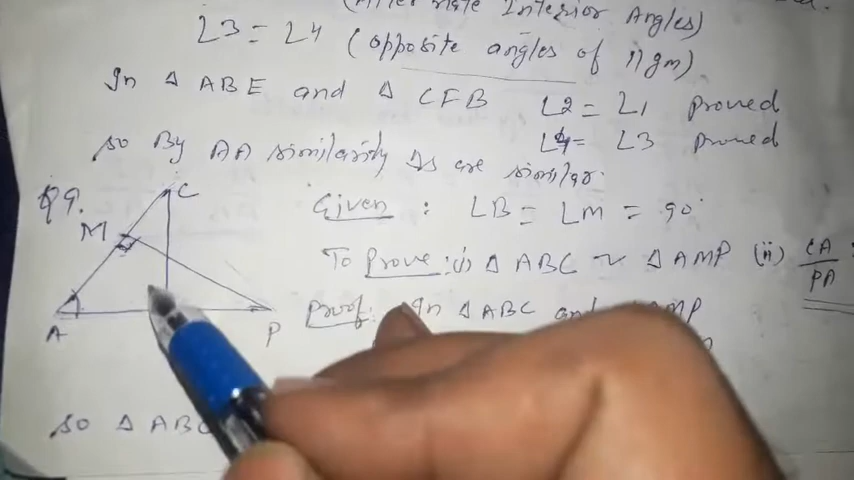 Interior Angles)
∠3 = ∠4 (opposite angles of 11gm)
In △ ABE and △ CFB ∠2 = ∠1 proved
∠4 = ∠3 proved
so By AA similarity △s are similar.
Q9.
C
M
A
P
Given : ∠B = ∠M = 90°
To Prove : (i) △ ABC ~ △ AMP (ii) CA/PA
Proof: In △ ABC and AMP
so △ ABC